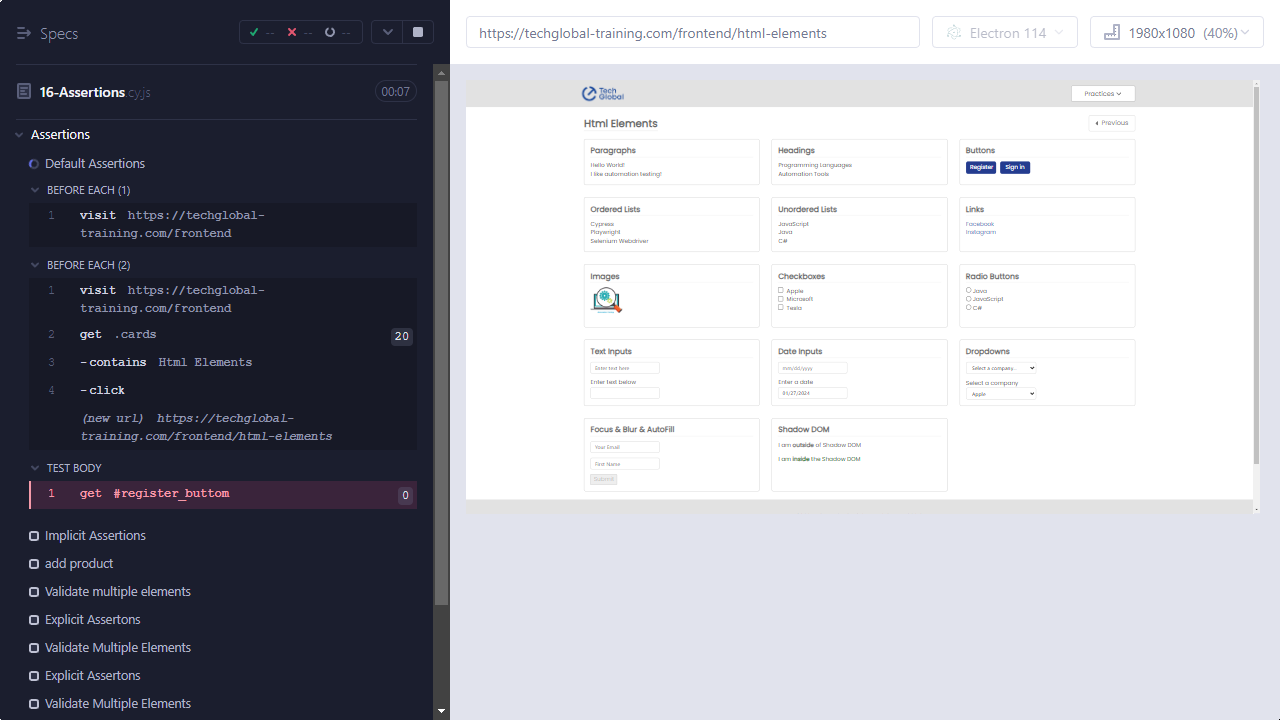 Specs
--
--
--
https://techglobal-training.com/frontend/html-elements
Electron 114
1980x1080 (40%)
16-Assertions.cy.js
00:07
Assertions
Default Assertions
BEFORE EACH (1)
1 visit https://techglobal-
training.com/frontend
BEFORE EACH (2)
1 visit https://techglobal-
training.com/frontend
2 get .cards 20
3 -contains Html Elements
4 -click
(new url) https://techglobal-
training.com/frontend/html-elements
TEST BODY
1 get #register_buttom 0
Implicit Assertions
add product
Validate multiple elements
Explicit Assertons
Validate Multiple Elements
Explicit Assertons
Validate Multiple Elements
Tech
Global
Practices
Html Elements
Previous
Paragraphs
Hello World!
I like automation testing!
Headings
Programming Languages
Automation Tools
Buttons
Register Sign in
Ordered Lists
Cypress
Playwright
Selenium Webdriver
Unordered Lists
JavaScript
Java
C#
Links
Facebook
Instagram
Images
Checkboxes
Apple
Microsoft
Tesla
Radio Buttons
Java
JavaScript
C#
Text Inputs
Enter text here
Enter text below
Date Inputs
mm/dd/yyyy
Enter a date
01/27/2024
Dropdowns
Select a company...
Select a company
Apple
Focus & Blur & AutoFill
Your Email
First Name
Submit
Shadow DOM
I am outside of Shadow DOM
I am inside the Shadow DOM